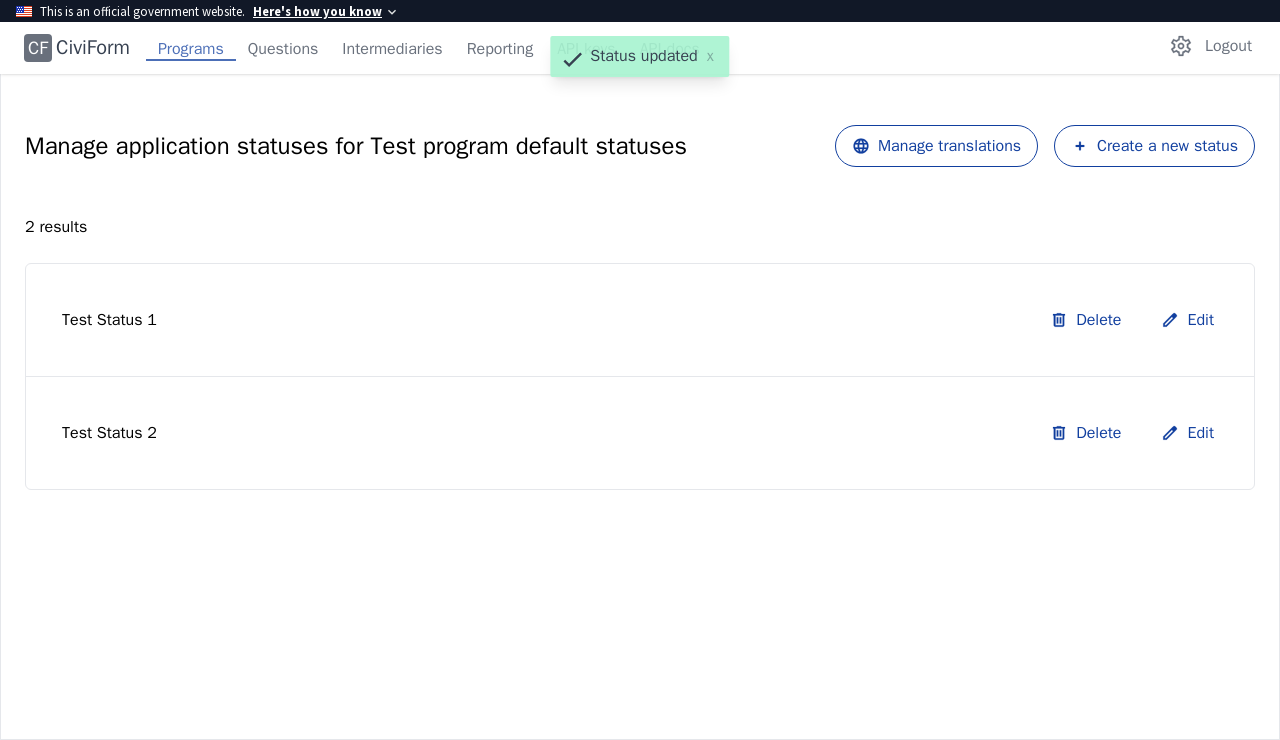 This is an official government website. Here's how you know
CF CiviForm Programs Questions Intermediaries Reporting Status updated x Logout
Manage application statuses for Test program default statuses Manage translations + Create a new status
2 results
Test Status 1 Delete Edit
Test Status 2 Delete Edit